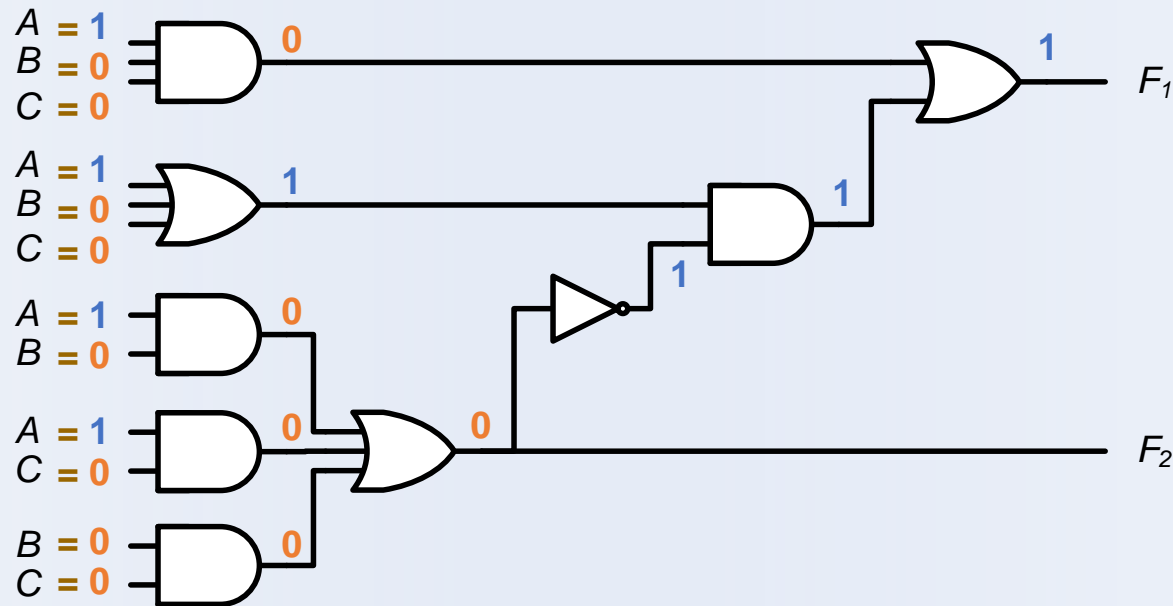 A = 1
0
1
B = 0
F₁
C = 0
A = 1
1
B = 0
1
C = 0
1
A = 1
0
B = 0
A = 1
0
0
C = 0
F₂
B = 0
0
C = 0